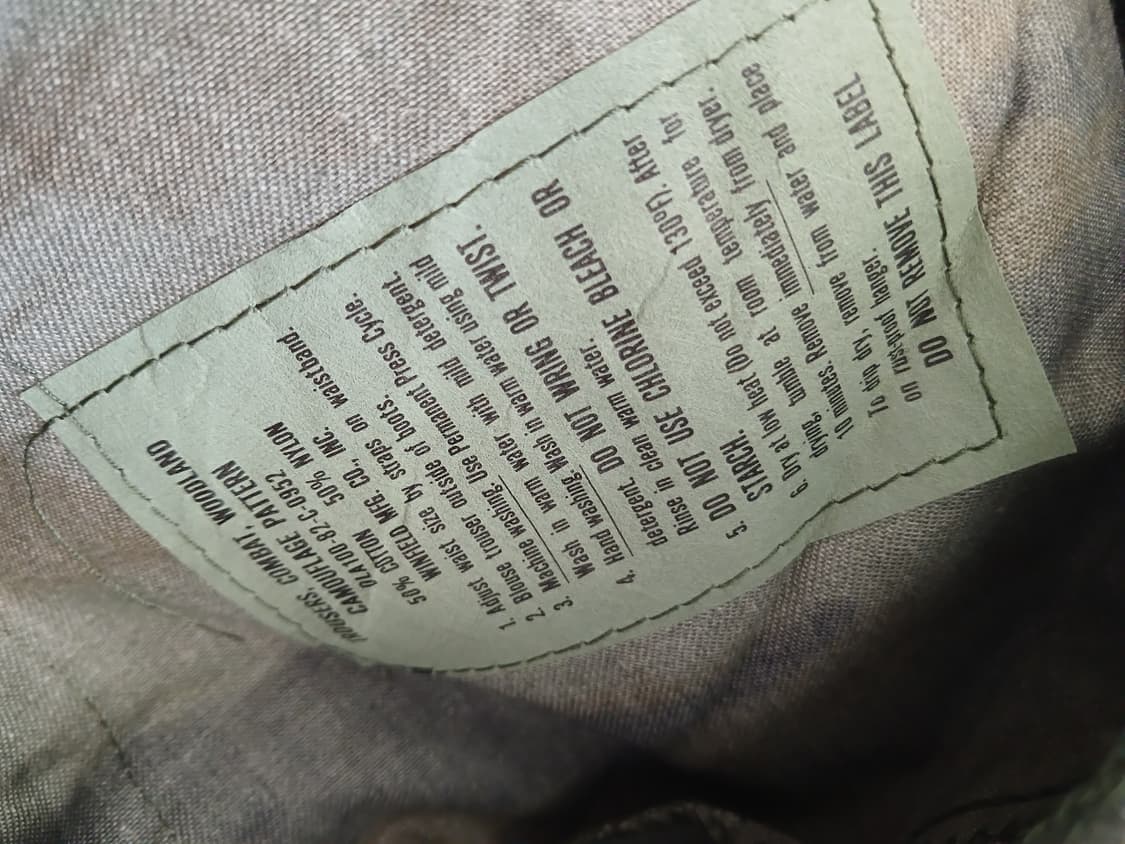 TROUSERS, COMBAT, WOODLAND
CAMOUFLAGE PATTERN
DLA100-82-C-0952
50% COTTON 50% NYLON
WINFIELD MFG. CO., INC.
1. Adjust waist size by straps on waistband.
2. Blouse trouser outside of boots.
3. Machine washing. Use Permanent Press Cycle.
Wash in warm water with mild detergent.
4. Hand washing: Wash in warm water using mild
detergent. DO NOT WRING OR TWIST.
Rinse in clean warm water.
5. DO NOT USE CHLORINE BLEACH OR
STARCH.
6. Dry at low heat (Do not exceed 130°F). After
drying, tumble at room temperature for
10 minutes. Remove immediately from dryer.
To drip dry, remove from water and place
on rust-proof hanger.
DO NOT REMOVE THIS LABEL